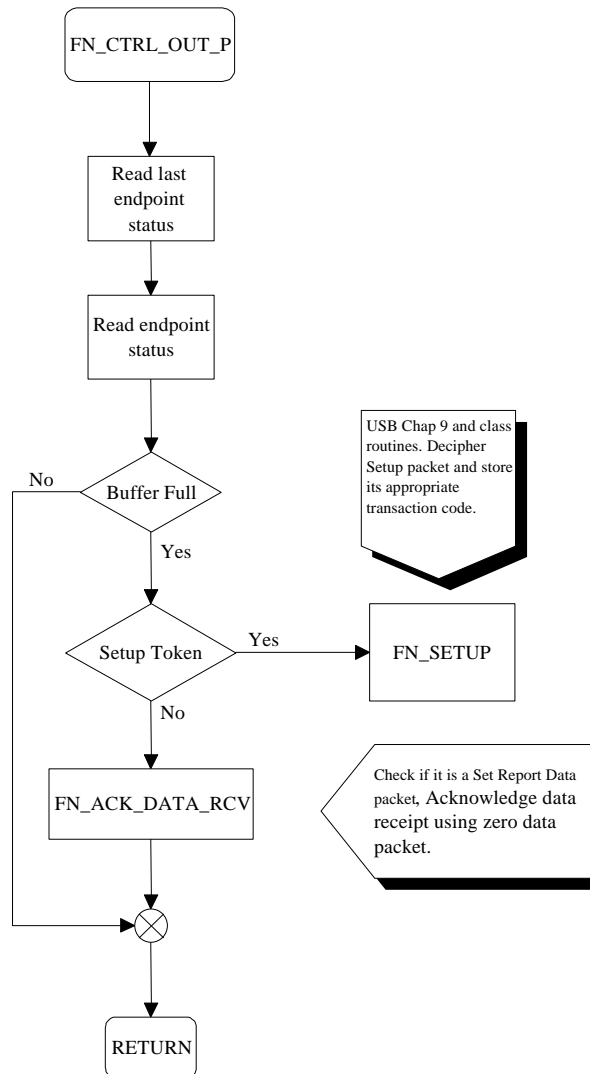 FN_CTRL_OUT_P
Read last
endpoint
status
Read endpoint
status
USB Chap 9 and class
routines. Decipher
Setup packet and store
its appropriate
transaction code.
No
Buffer Full
Yes
Setup Token
Yes
FN_SETUP
No
FN_ACK_DATA_RCV
Check if it is a Set Report Data
packet, Acknowledge data
receipt using zero data
packet.
RETURN